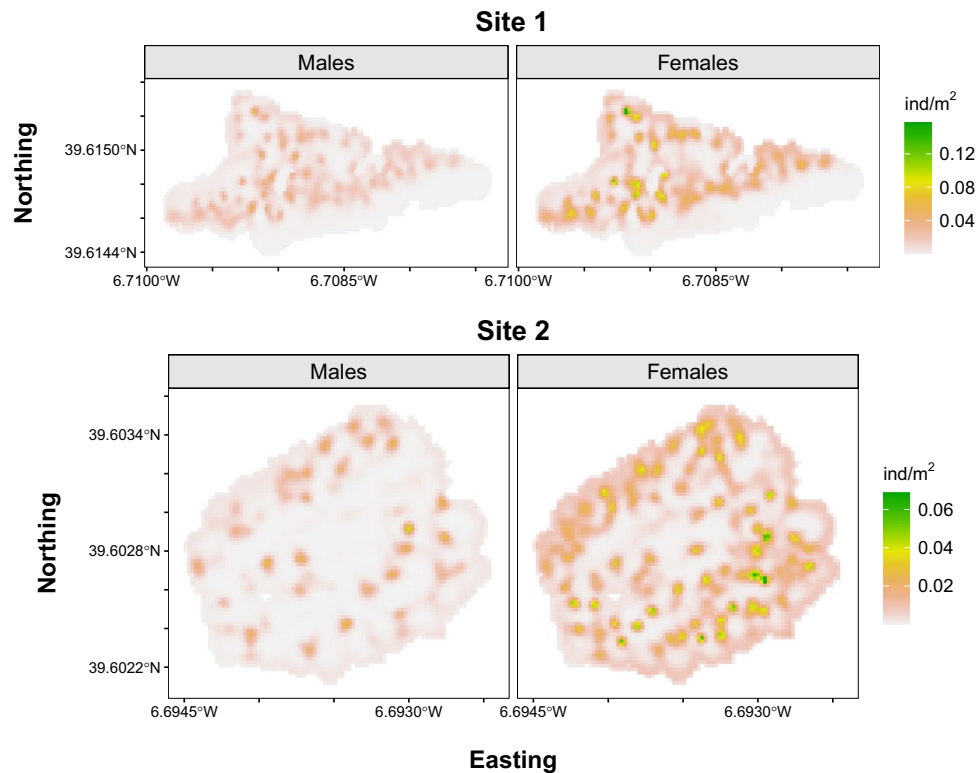 Site 1
Males
Females
Northing
39.6150°N
39.6144°N
6.7100°W
6.7085°W
6.7100°W
6.7085°W
ind/m²
0.12
0.08
0.04
Site 2
Males
Females
Northing
39.6034°N
39.6028°N
39.6022°N
6.6945°W
6.6930°W
6.6945°W
6.6930°W
ind/m²
0.06
0.04
0.02
Easting